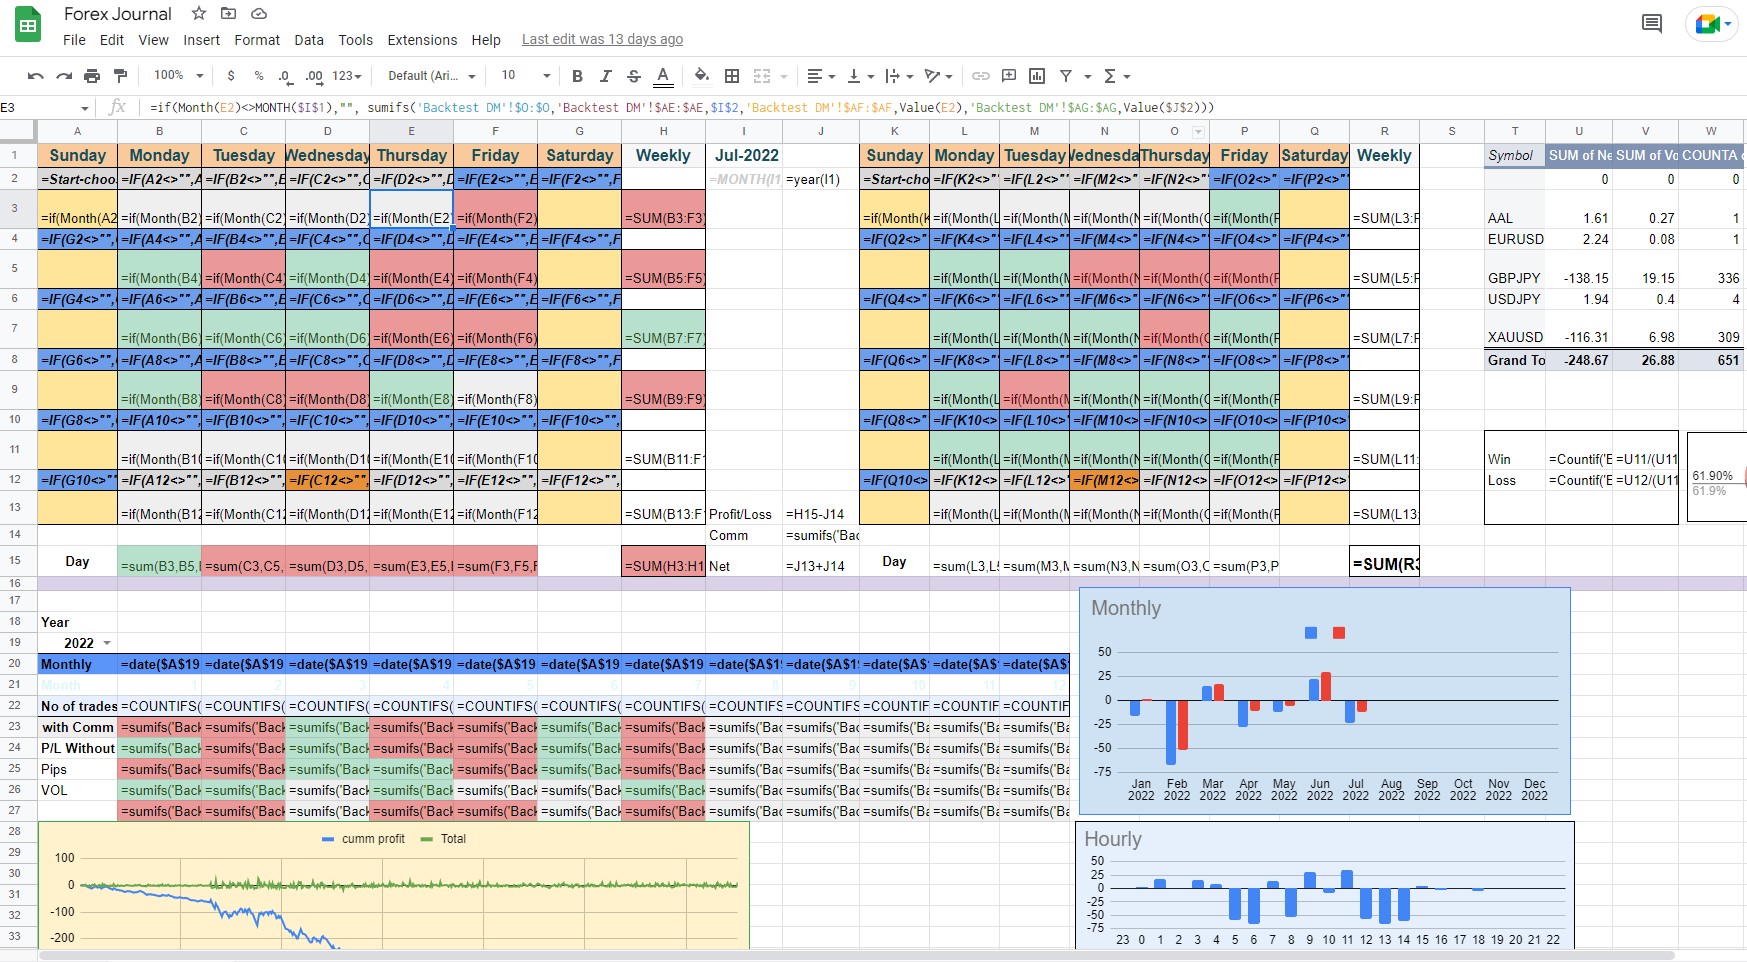 Forex Journal
File Edit View Insert Format Data Tools Extensions Help Last edit was 13 days ago
100% $ % .0 .00 123 Default (Ari... 10 B I S A
E3 fx =if(Month(E2)<>MONTH($I$1),"", sumifs('Backtest DM'!$O:$O,'Backtest DM'!$AE:$AE,$I$2,'Backtest DM'!$AF:$AF,Value(E2),'Backtest DM'!$AG:$AG,Value($J$2)))
A B C D E F G H I J K L M N O P Q R S T U V W
1 Sunday Monday Tuesday Wednesday Thursday Friday Saturday Weekly Jul-2022 Sunday Monday Tuesday Wednesda Thursday Friday Saturday Weekly Symbol SUM of Ne SUM of Vo COUNTA
2 =Start-choo =IF(A2<>"",A =IF(B2<>"",E =IF(C2<>"", =IF(D2<>"",D =IF(E2<>"",E =IF(F2<>"",F =MONTH(I1 =year(I1) =Start-cho =IF(K2<>" =IF(L2<>" =IF(M2<> =IF(N2<> =IF(O2<>" =IF(P2<>" 0 0 0
3 =if(Month(A2 =if(Month(B2) =if(Month(C2) =if(Month(D2) =if(Month(E2) =if(Month(F2) =SUM(B3:F3) =if(Month(K =if(Month(L =if(Month(M =if(Month(N =if(Month(O =if(Month(P =SUM(L3:P AAL 1.61 0.27 1
4 =IF(G2<>"", =IF(A4<>"",A =IF(B4<>"", =IF(C4<>"",C =IF(D4<>"",D =IF(E4<>"",E =IF(F4<>"",F =IF(Q2<>" =IF(K4<>" =IF(L4<>" =IF(M4<>" =IF(N4<>" =IF(O4<>" =IF(P4<>" EURUSD 2.24 0.08 1
5 =if(Month(B4) =if(Month(C4) =if(Month(D4) =if(Month(E4) =if(Month(F4) =SUM(B5:F5) =if(Month(L =if(Month(M =if(Month(N =if(Month(O =if(Month(P =SUM(L5:P GBPJPY -138.15 19.15 336
6 =IF(G4<>"", =IF(A6<>"",A =IF(B6<>"",E =IF(C6<>"",C =IF(D6<>"",D =IF(E6<>"",E =IF(F6<>"",F =IF(Q4<>" =IF(K6<>" =IF(L6<>" =IF(M6<>" =IF(N6<>" =IF(O6<>" =IF(P6<>" USDJPY 1.94 0.4 4
7 =if(Month(B6) =if(Month(C6) =if(Month(D6) =if(Month(E6) =if(Month(F6) =SUM(B7:F7) =if(Month(L =if(Month(M =if(Month(N =if(Month(O =if(Month(P =SUM(L7:P XAUUSD -116.31 6.98 309
8 =IF(G6<>"", =IF(A8<>"",A =IF(B8<>"",E =IF(C8<>"",C =IF(D8<>"",D =IF(E8<>"",E =IF(F8<>"",F =IF(Q6<>" =IF(K8<>" =IF(L8<>" =IF(M8<>" =IF(N8<>" =IF(O8<>" =IF(P8<>" Grand To -248.67 26.88 651
9 =if(Month(B8) =if(Month(C8) =if(Month(D8) =if(Month(E8) =if(Month(F8) =SUM(B9:F9) =if(Month(L =if(Month(M =if(Month(N =if(Month(O =if(Month(P =SUM(L9:P
10 =IF(G8<>"", =IF(A10<>"", =IF(B10<>"", =IF(C10<>"", =IF(D10<>"", =IF(E10<>"", =IF(F10<>"", =IF(Q8<>" =IF(K10<> =IF(L10<> =IF(M10<> =IF(N10<> =IF(O10<> =IF(P10<>
11 =if(Month(B10 =if(Month(C10 =if(Month(D10 =if(Month(E10 =if(Month(F10 =SUM(B11:F =if(Month(L =if(Month(M =if(Month(N =if(Month(O =if(Month(P =SUM(L11: Win =Countif('B =U11/(U11
12 =IF(G10<>" =IF(A12<>"", =IF(B12<>"", =IF(C12<>"", =IF(D12<>"", =IF(E12<>"", =IF(F12<>"", =IF(Q10<> =IF(K12<> =IF(L12<> =IF(M12<> =IF(N12<> =IF(O12<> =IF(P12<> Loss =Countif('B =U12/(U11 61.90%
61.9%
13 =if(Month(B12 =if(Month(C12 =if(Month(D12 =if(Month(E12 =if(Month(F12 =SUM(B13:F Profit/Loss =H15-J14 =if(Month(L =if(Month(M =if(Month(N =if(Month(O =if(Month(P =SUM(L13:
14 Comm =sumifs('Bac
15 Day =sum(B3,B5, =sum(C3,C5, =sum(D3,D5, =sum(E3,E5, =sum(F3,F5,F =SUM(H3:H1 Net =J13+J14 Day =sum(L3,L5 =sum(M3,M =sum(N3,N =sum(O3,O =sum(P3,P =SUM(R3
16
17
18 Year
19 2022
20 Monthly =date($A$19 =date($A$19 =date($A$19 =date($A$19 =date($A$19 =date($A$19 =date($A$19 =date($A$1 =date($A$1 =date($A$ =date($A$ =date($A$
21 Month 1 2 3 4 5 6 7 8 9 10 11 12
22 No of trades =COUNTIFS( =COUNTIFS( =COUNTIFS( =COUNTIFS( =COUNTIFS( =COUNTIFS( =COUNTIFS( =COUNTIFS =COUNTIFS =COUNTIF =COUNTIF =COUNTIF
23 with Comm =sumifs('Back =sumifs('Back =sumifs('Back =sumifs('Back =sumifs('Back =sumifs('Back =sumifs('Back =sumifs('Bac =sumifs('Bac =sumifs('Ba =sumifs('Ba =sumifs('Ba
24 P/L Without =sumifs('Back =sumifs('Back =sumifs('Back =sumifs('Back =sumifs('Back =sumifs('Back =sumifs('Back =sumifs('Bac =sumifs('Bac =sumifs('Ba =sumifs('Ba =sumifs('Ba
25 Pips =sumifs('Back =sumifs('Back =sumifs('Back =sumifs('Back =sumifs('Back =sumifs('Back =sumifs('Back =sumifs('Bac =sumifs('Bac =sumifs('Ba =sumifs('Ba =sumifs('Ba
26 VOL =sumifs('Back =sumifs('Back =sumifs('Back =sumifs('Back =sumifs('Back =sumifs('Back =sumifs('Back =sumifs('Bac =sumifs('Bac =sumifs('Ba =sumifs('Ba =sumifs('Ba
27 =sumifs('Back =sumifs('Back =sumifs('Back =sumifs('Back =sumifs('Back =sumifs('Back =sumifs('Back =sumifs('Bac =sumifs('Bac =sumifs('Ba =sumifs('Ba =sumifs('Ba
28
29
30
31
32
33
Monthly
50
25
0
-25
-50
-75
Jan Feb Mar Apr May Jun Jul Aug Sep Oct Nov Dec
2022 2022 2022 2022 2022 2022 2022 2022 2022 2022 2022 2022
cumm profit Total
100
0
-100
-200
Hourly
50
25
0
-25
-50
-75
23 0 1 2 3 4 5 6 7 8 9 10 11 12 13 14 15 16 17 18 19 20 21 22